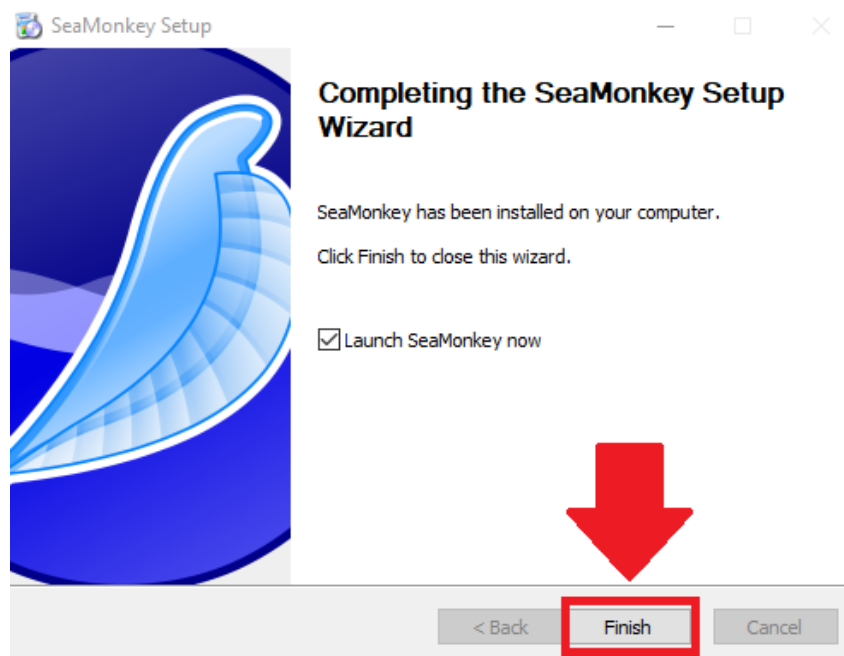 SeaMonkey Setup
Completing the SeaMonkey Setup
Wizard
SeaMonkey has been installed on your computer.
Click Finish to close this wizard.
Launch SeaMonkey now
< Back
Finish
Cancel